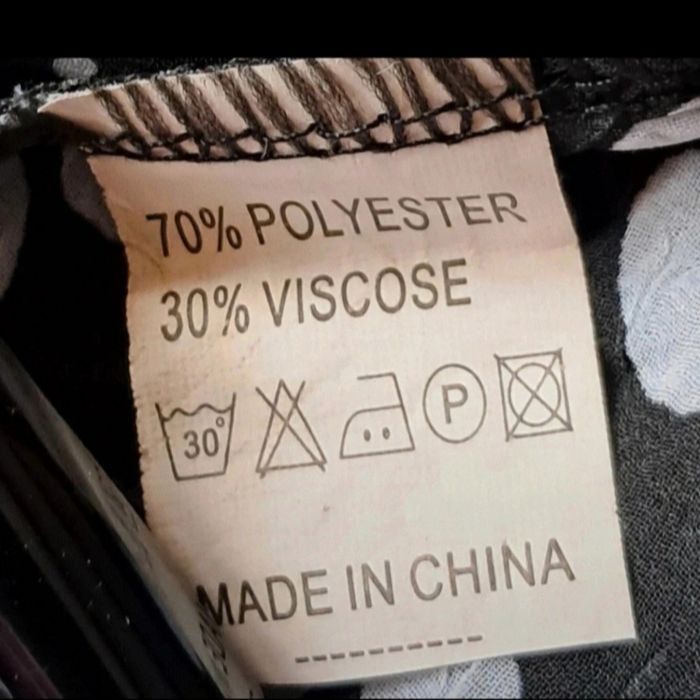 70% POLYESTER
30% VISCOSE
30° P
MADE IN CHINA
----------